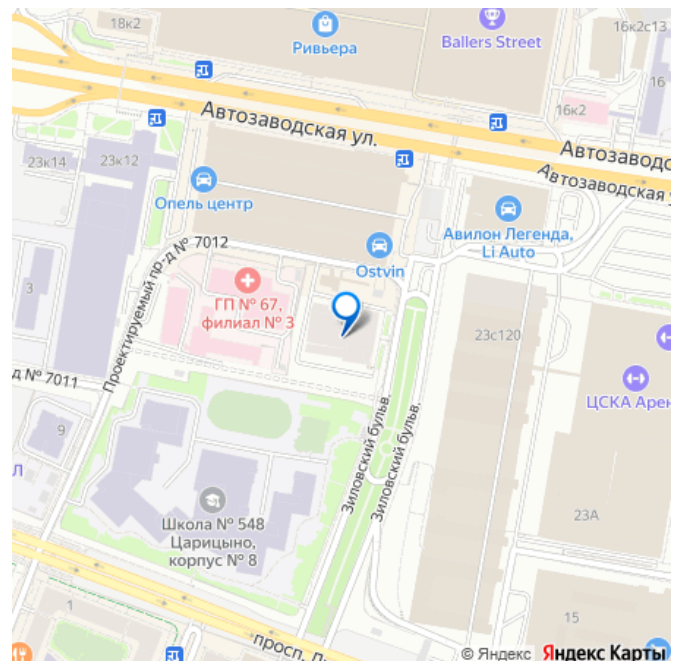 18к2
Ривьера
Ballers Street
16к2с13
16
16к2
Автозаводская ул.
Автозаводс
Автозаводская у
23к14
23к12
Опель центр
Авилон Легенда,
Li Auto
Ostvin
Проектируемый пр-д № 7012
3
ГП № 67,
филиал № 3
23с120
д № 7011
ЦСКА Арен
9
Л
Зиловский бульв.
Зиловский бульв.
Школа № 548
Царицыно,
корпус № 8
23А
1
15
просп. Л
© Яндекс Яндекс Карты